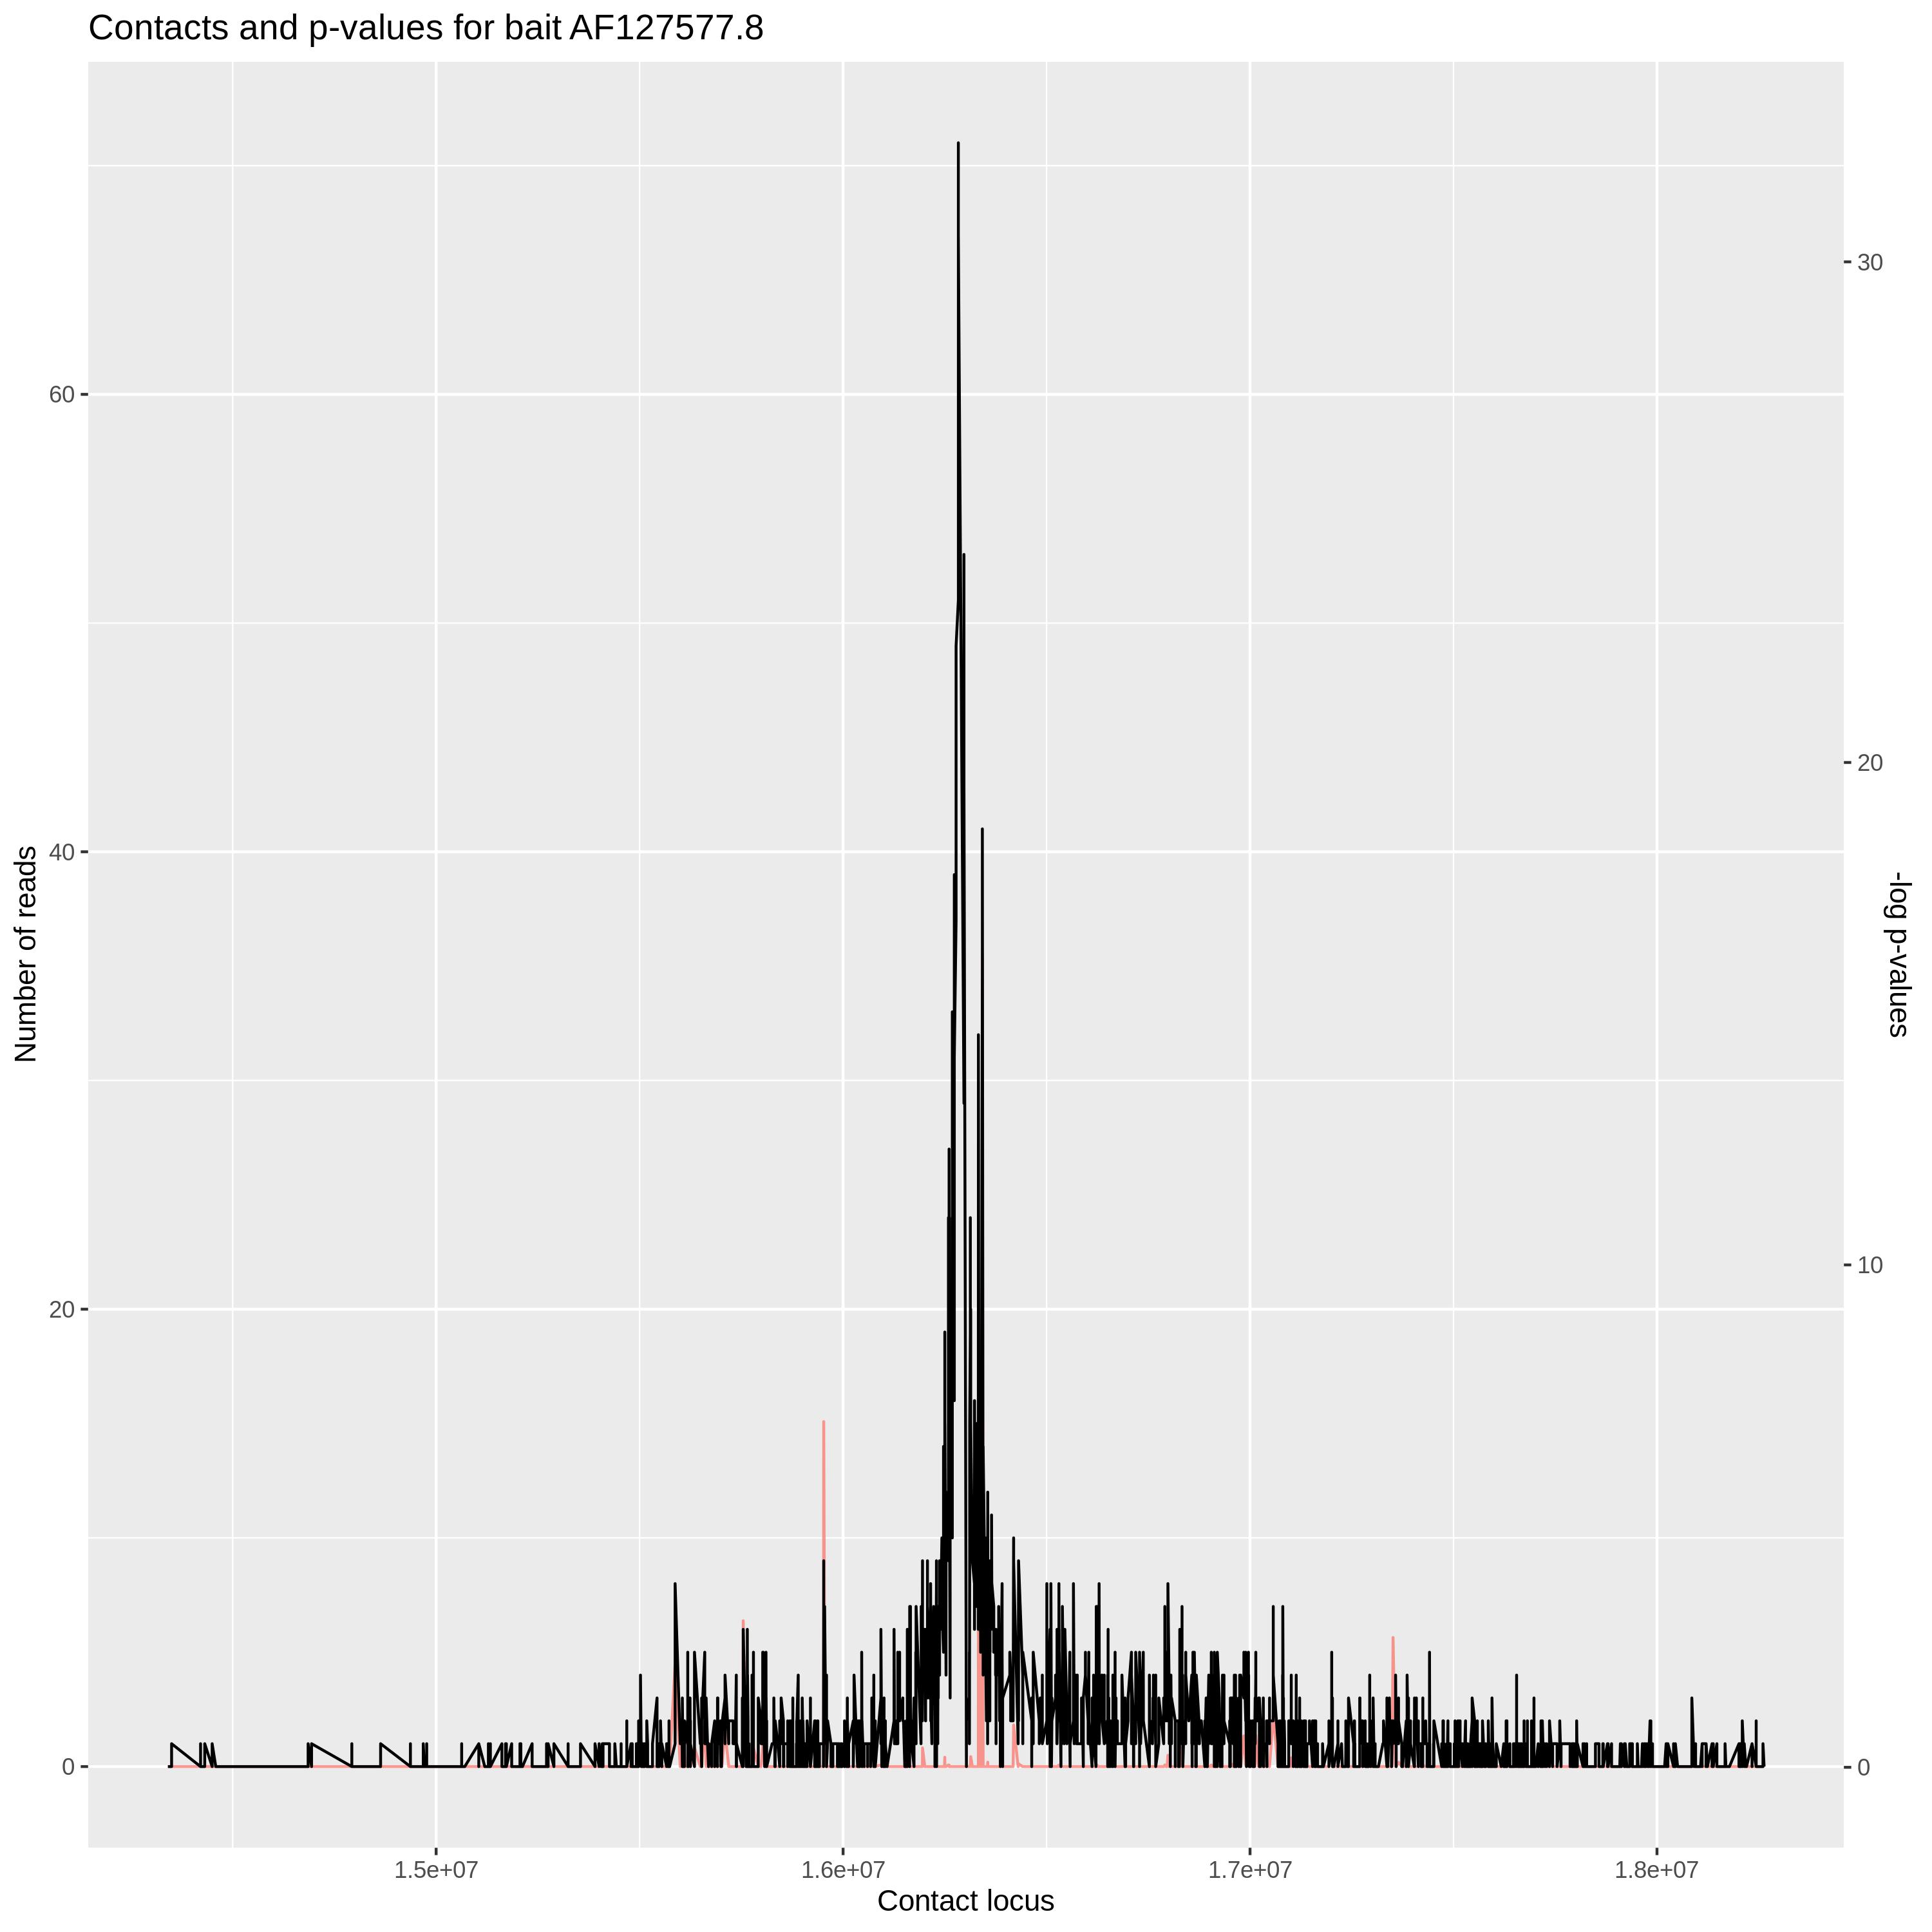 Contacts and p-values for bait AF127577.8
Number of reads
60
40
20
0
30
20
10
0
-log p-values
1.5e+07 1.6e+07 1.7e+07 1.8e+07
Contact locus